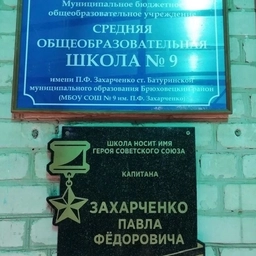 Муниципальное бюджетное
общеобразовательное учреждение
СРЕДНЯЯ
ОБЩЕОБРАЗОВАТЕЛЬНАЯ
ШКОЛА № 9
имени П.Ф. Захарченко ст. Батуринской
муниципального образования Брюховецкий район
(МБОУ СОШ № 9 им. П.Ф. Захарченко)
ШКОЛА НОСИТ ИМЯ
ГЕРОЯ СОВЕТСКОГО СОЮЗА
КАПИТАНА
ЗАХАРЧЕНКО
ПАВЛА
ФЁДОРОВИЧА